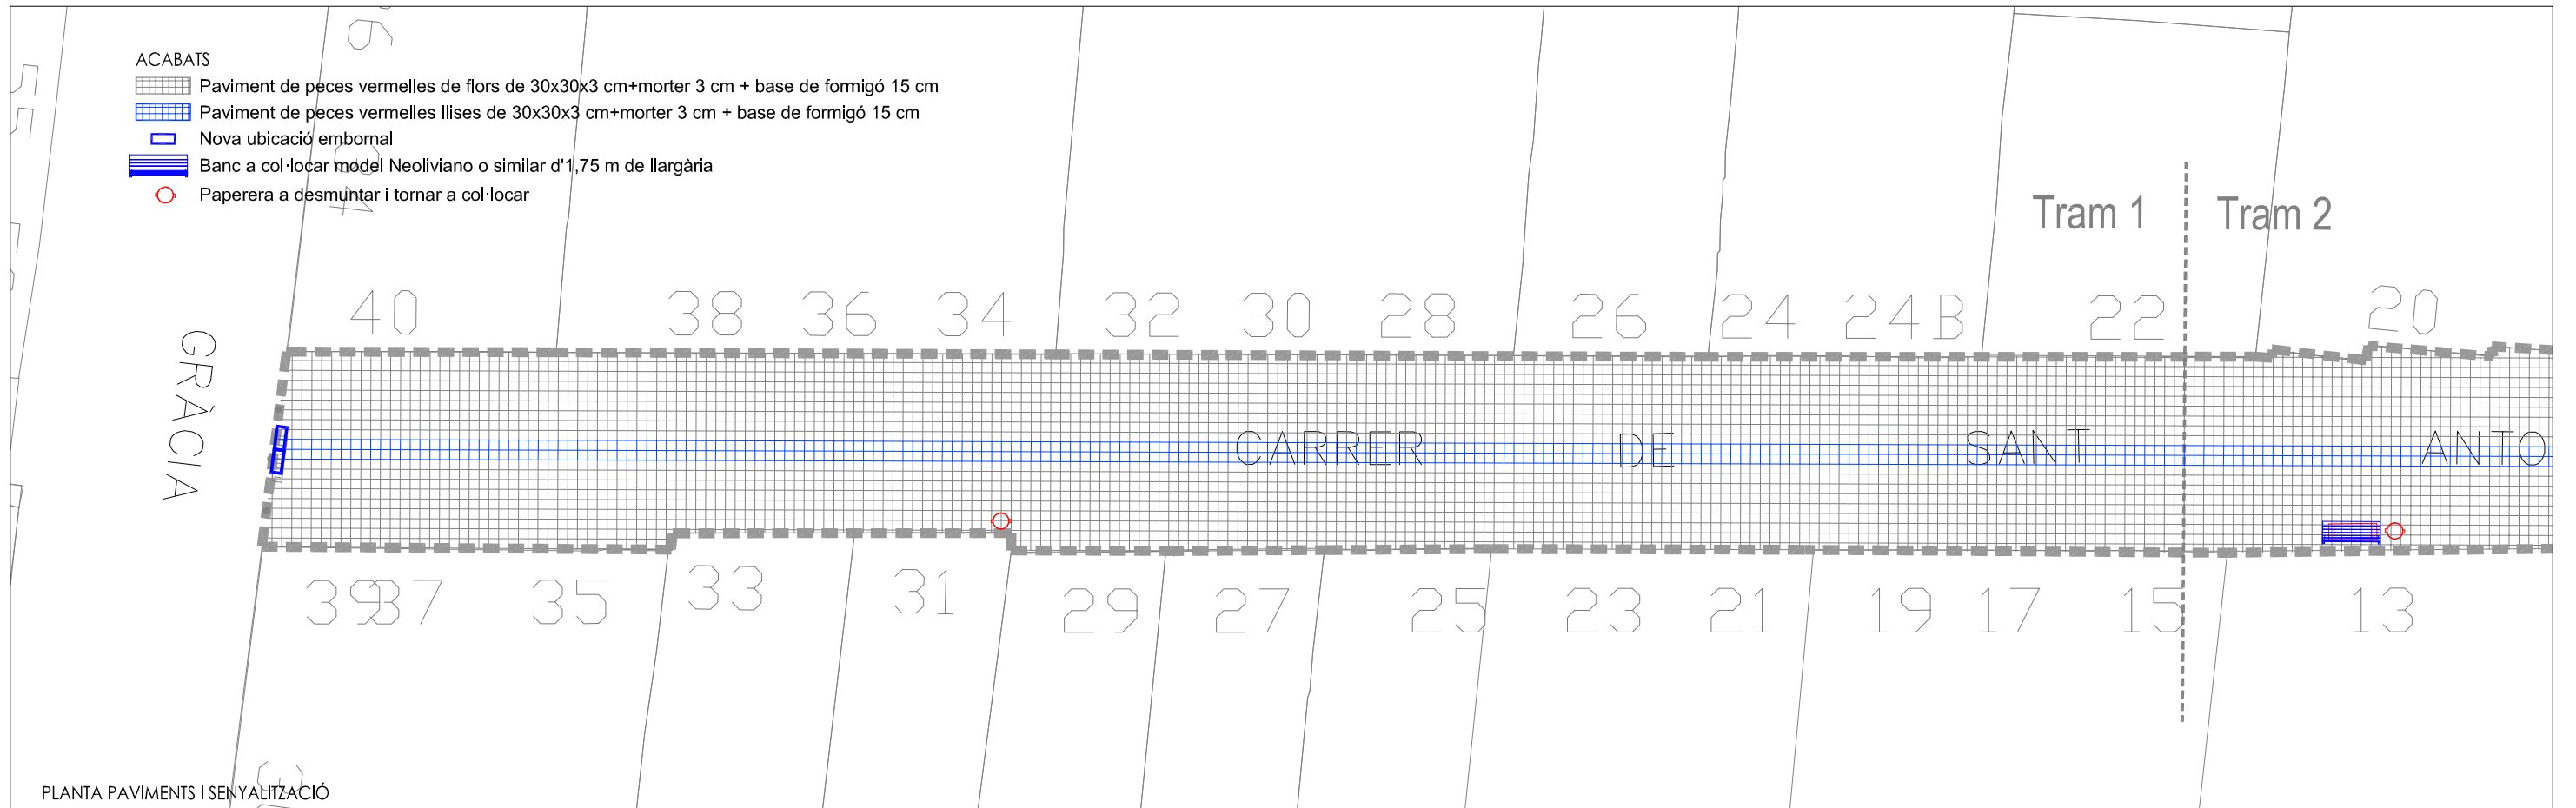 ACABATS
Paviment de peces vermelles de flors de 30x30x3 cm+morter 3 cm + base de formigó 15 cm
Paviment de peces vermelles llises de 30x30x3 cm+morter 3 cm + base de formigó 15 cm
Nova ubicació embornal
Banc a col·locar model Neoliviano o similar d'1,75 m de llargària
Paperera a desmuntar i tornar a col·locar
Tram 1 Tram 2
40 38 36 34 32 30 28 26 24 24B 22 20
GRÀCIA
CARRER DE SANT ANTO
39 37 35 33 31 29 27 25 23 21 19 17 15 13
PLANTA PAVIMENTS I SENYALITZACIÓ